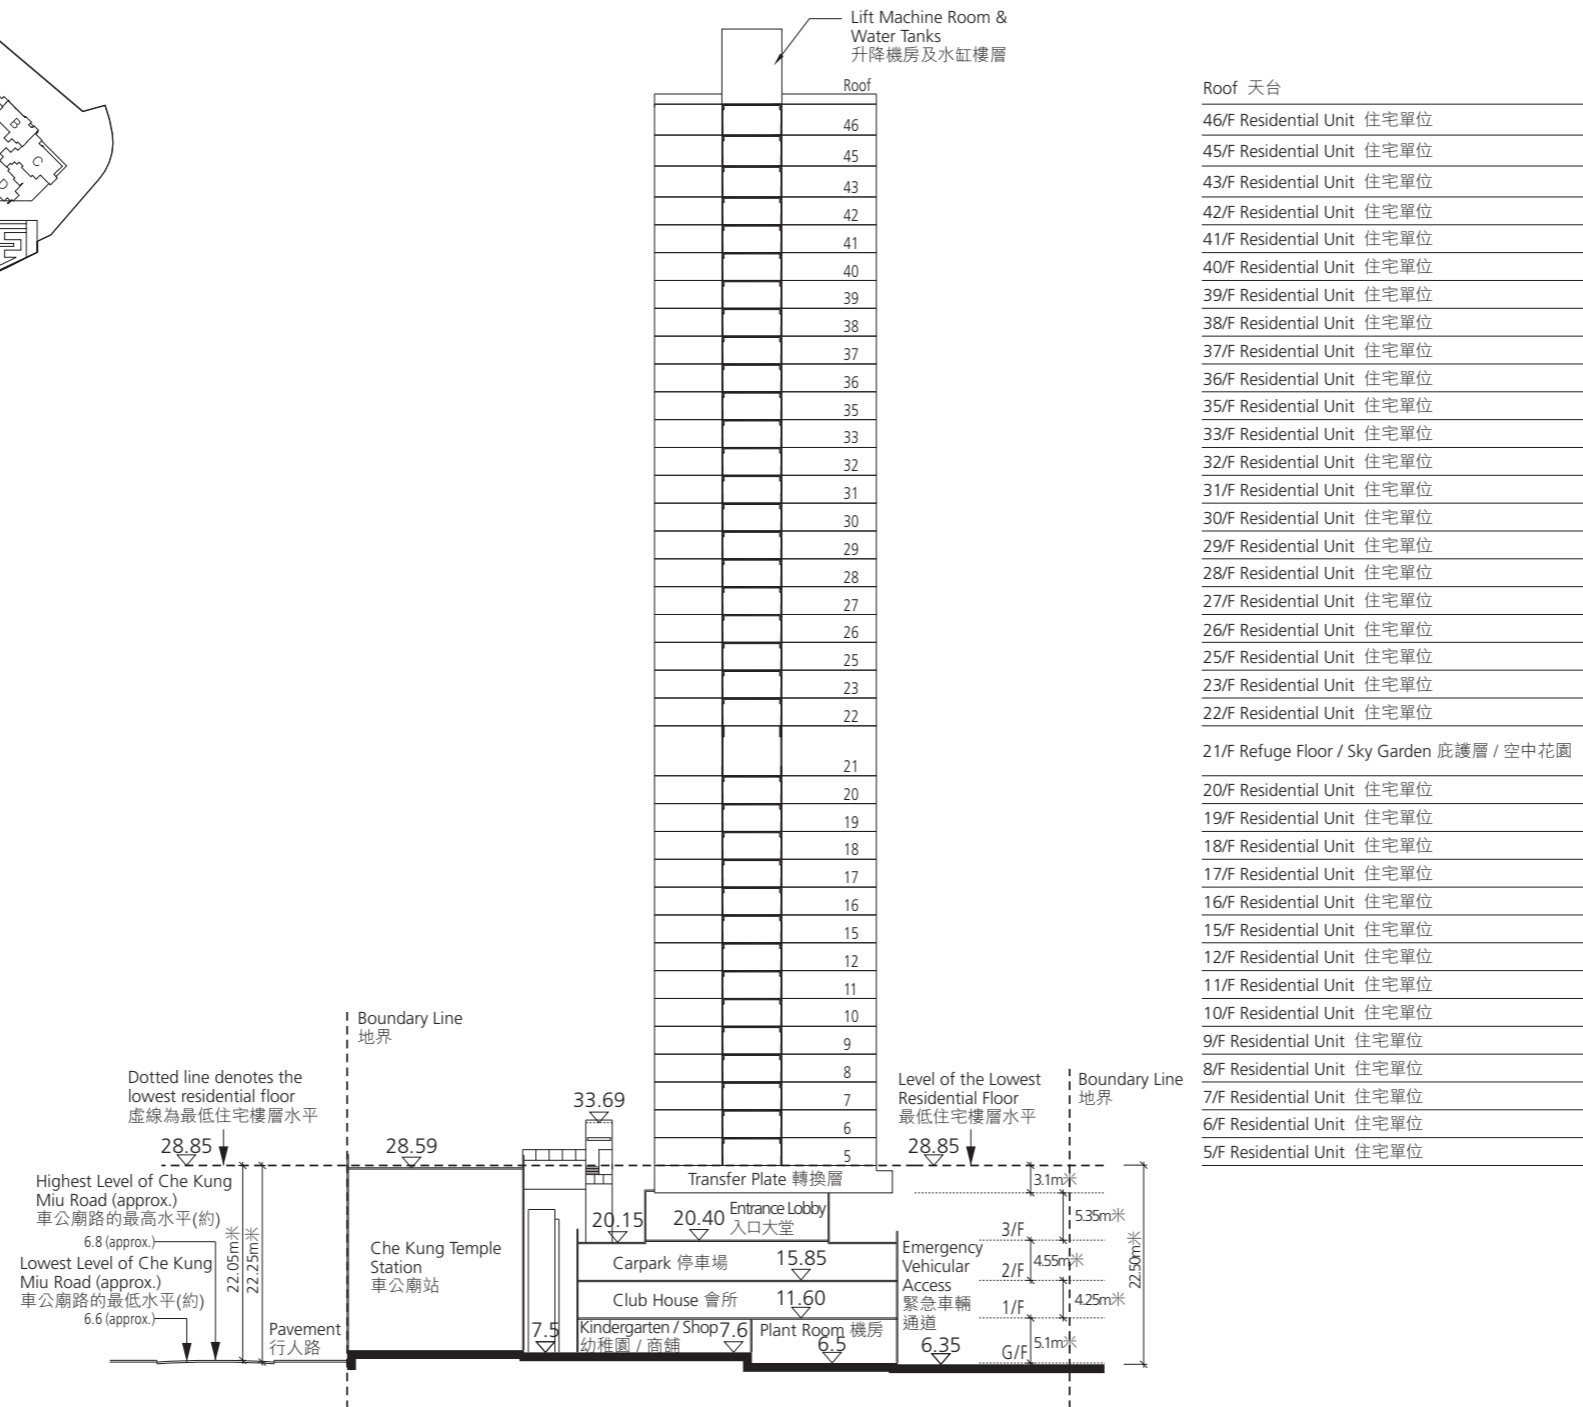 Lift Machine Room &
Water Tanks
升降機房及水缸樓層
Roof
46
45
43
42
41
40
39
38
37
36
35
33
32
31
30
29
28
27
26
25
23
22
21
20
19
18
17
16
15
12
11
10
9
8
7
6
5
Roof 天台
46/F Residential Unit 住宅單位
45/F Residential Unit 住宅單位
43/F Residential Unit 住宅單位
42/F Residential Unit 住宅單位
41/F Residential Unit 住宅單位
40/F Residential Unit 住宅單位
39/F Residential Unit 住宅單位
38/F Residential Unit 住宅單位
37/F Residential Unit 住宅單位
36/F Residential Unit 住宅單位
35/F Residential Unit 住宅單位
33/F Residential Unit 住宅單位
32/F Residential Unit 住宅單位
31/F Residential Unit 住宅單位
30/F Residential Unit 住宅單位
29/F Residential Unit 住宅單位
28/F Residential Unit 住宅單位
27/F Residential Unit 住宅單位
26/F Residential Unit 住宅單位
25/F Residential Unit 住宅單位
23/F Residential Unit 住宅單位
22/F Residential Unit 住宅單位
21/F Refuge Floor / Sky Garden 庇護層 / 空中花園
20/F Residential Unit 住宅單位
19/F Residential Unit 住宅單位
18/F Residential Unit 住宅單位
17/F Residential Unit 住宅單位
16/F Residential Unit 住宅單位
15/F Residential Unit 住宅單位
12/F Residential Unit 住宅單位
11/F Residential Unit 住宅單位
10/F Residential Unit 住宅單位
9/F Residential Unit 住宅單位
8/F Residential Unit 住宅單位
7/F Residential Unit 住宅單位
6/F Residential Unit 住宅單位
5/F Residential Unit 住宅單位
B
C
D
Boundary Line
地界
Dotted line denotes the
lowest residential floor
虛線為最低住宅樓層水平
28.85
28.59
33.69
Highest Level of Che Kung
Miu Road (approx.)
車公廟路的最高水平(約)
6.8 (approx.)
Lowest Level of Che Kung
Miu Road (approx.)
車公廟路的最低水平(約)
6.6 (approx.)
22.05m米
22.25m米
Pavement
行人路
Che Kung Temple
Station
車公廟站
7.5
Level of the Lowest
Residential Floor
最低住宅樓層水平
28.85
Boundary Line
地界
Transfer Plate 轉換層
20.15
20.40
Entrance Lobby
入口大堂
Carpark 停車場
15.85
Club House 會所
11.60
Kindergarten / Shop
幼稚園 / 商舖
7.6
Plant Room 機房
6.5
Emergency
Vehicular
Access
緊急車輛
通道
6.35
3/F
2/F
1/F
G/F
3.1m米
5.35m米
4.55m米
4.25m米
5.1m米
22.50m米